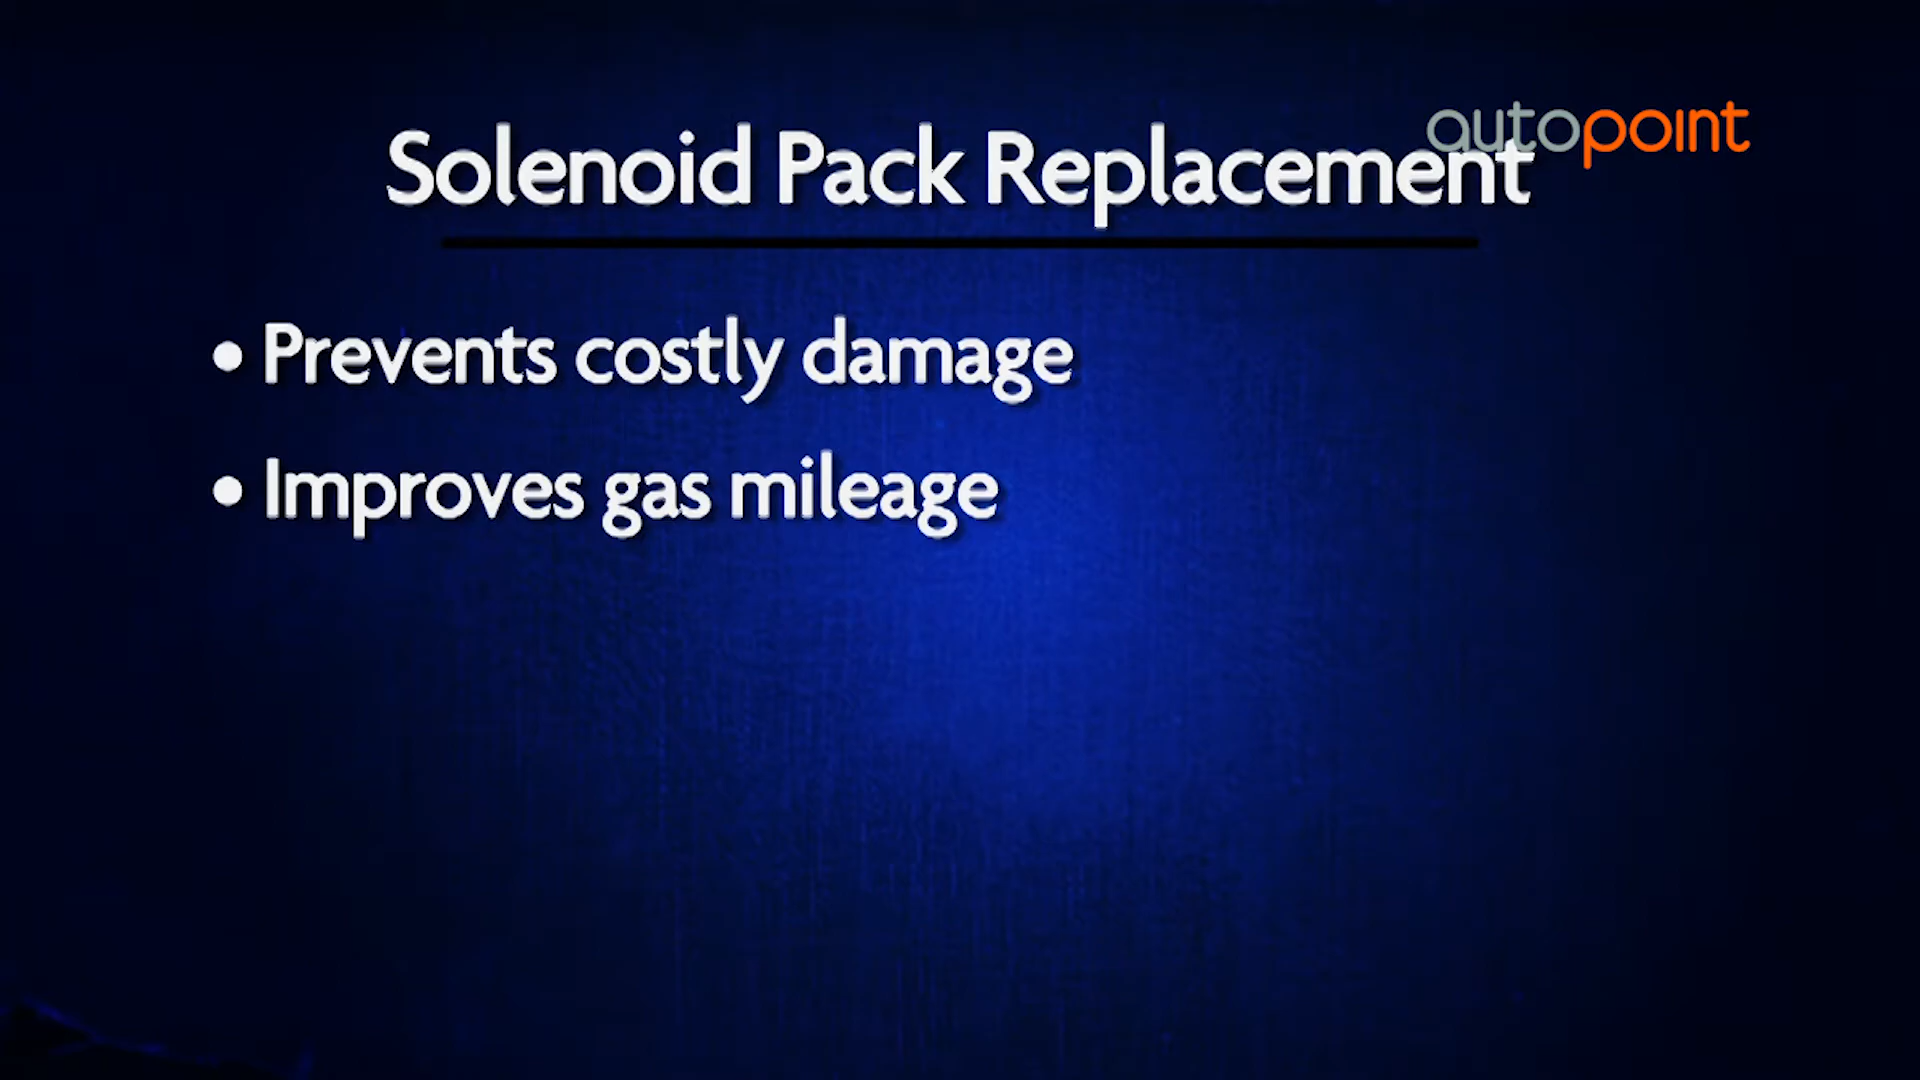 autopoint
Solenoid Pack Replacement
• Prevents costly damage
• Improves gas mileage